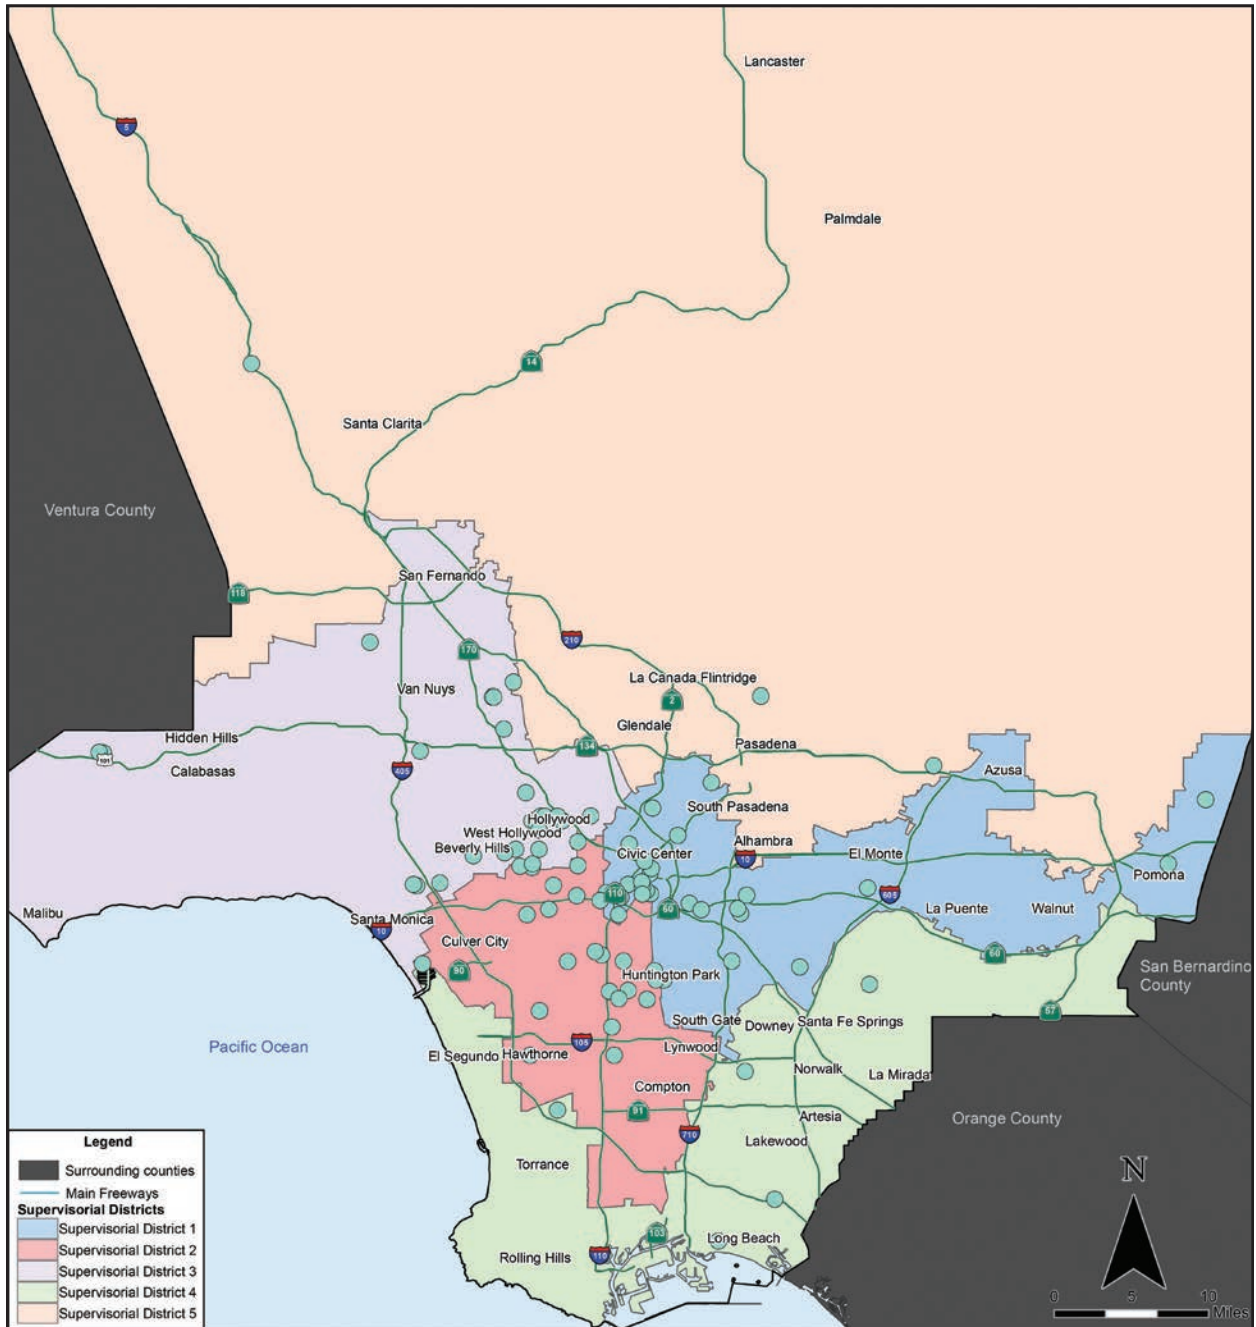 Lancaster
5
Palmdale
14
Santa Clarita
Ventura County
San Fernando
118
210
170
La Canada Flintridge
Van Nuys
2
Glendale
Hidden Hills
134
Pasadena
101
Calabasas
405
Azusa
South Pasadena
Hollywood
West Hollywood
Beverly Hills
Alhambra
Civic Center
10
El Monte
Pomona
110
605
Malibu
Santa Monica
60
La Puente
Walnut
10
Culver City
90
Huntington Park
60
San Bernardino
County
57
South Gate
Downey
Santa Fe Springs
Pacific Ocean
El Segundo
Hawthorne
105
Lynwood
Norwalk
La Mirada
Compton
91
Artesia
Orange County
710
Lakewood
Torrance
Legend
Surrounding counties
Main Freeways
Supervisorial Districts
Supervisorial District 1
Supervisorial District 2
Supervisorial District 3
Supervisorial District 4
Supervisorial District 5
103
Long Beach
Rolling Hills
110
N
0 5 10
Miles